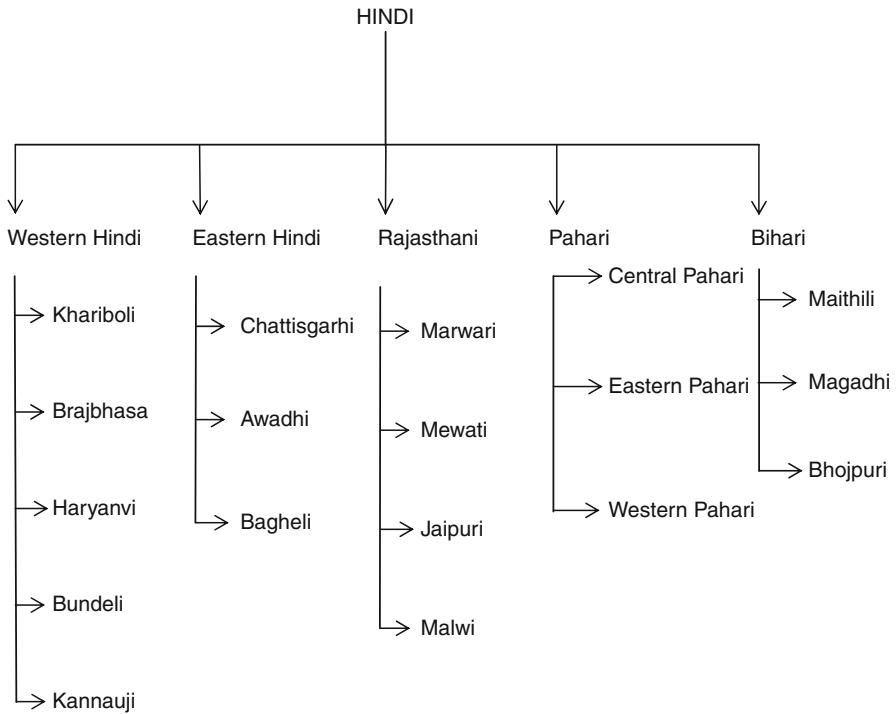 HINDI
Western Hindi
Eastern Hindi
Rajasthani
Pahari
Bihari
Khariboli
Brajbhasa
Haryanvi
Bundeli
Kannauji
Chattisgarhi
Awadhi
Bagheli
Marwari
Mewati
Jaipuri
Malwi
Central Pahari
Eastern Pahari
Western Pahari
Maithili
Magadhi
Bhojpuri